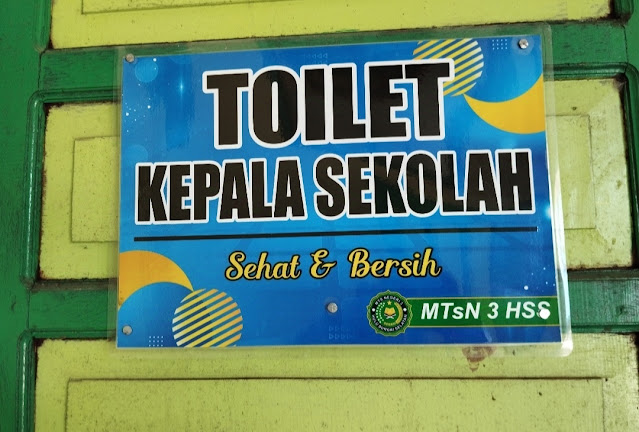 TOILET
KEPALA SEKOLAH
Sehat & Bersih
MTsN 3 HSS